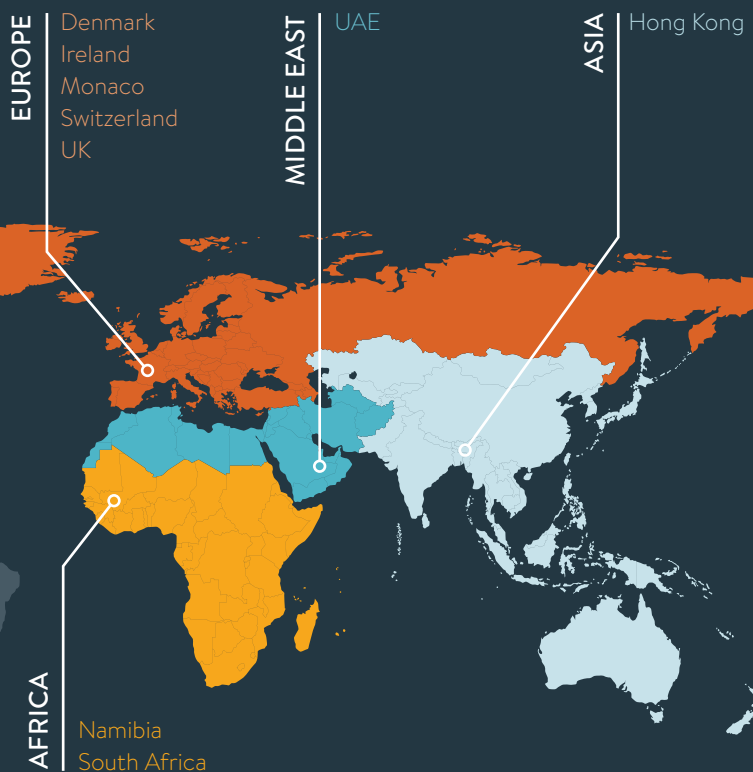 EUROPE
Denmark
Ireland
Monaco
Switzerland
UK
MIDDLE EAST
UAE
ASIA
Hong Kong
AFRICA
Namibia
South Africa